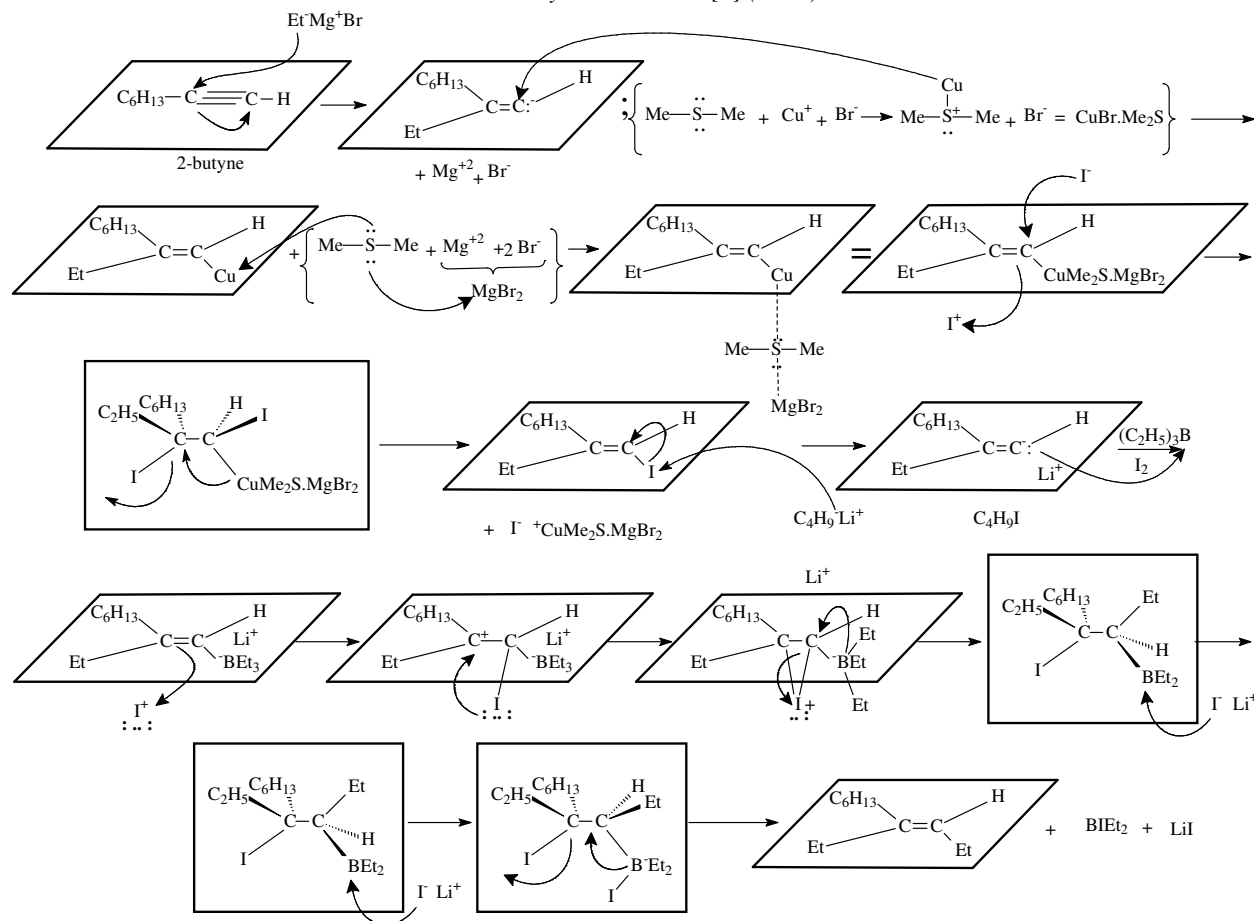 Et⁻Mg⁺Br
C₆H₁₃—C≡C—H
2-butyne
C₆H₁₃ H
C=C:⁻
Et
+ Mg⁺² + Br⁻
: { Me—S—Me + Cu⁺ + Br⁻ → Me—S⁺—Me + Br⁻ = CuBr.Me₂S }
Cu
C₆H₁₃ H
C=C
Et Cu
+ { Me—S—Me + Mg⁺² +2 Br⁻ }
MgBr₂
C₆H₁₃ H
C=C
Et Cu
Me—S—Me
MgBr₂
=
I⁻
C₆H₁₃ H
C=C
Et CuMe₂S.MgBr₂
I⁺
C₆H₁₃ H
C₂H₅ I
C—C
I CuMe₂S.MgBr₂
C₆H₁₃ H
C=C
Et I
+ I⁻ ⁺CuMe₂S.MgBr₂
C₄H₉⁻Li⁺
C₆H₁₃ H
C=C:⁻
Et Li⁺
C₄H₉I
(C₂H₅)₃B
I₂
C₆H₁₃ H
C=C Li⁺
Et ⁻BEt₃
I⁺
C₆H₁₃ H
C⁺—C Li⁺
Et ⁻BEt₃
I
Li⁺
C₆H₁₃ H
C—C Et
Et BEt
I+ Et
C₆H₁₃ Et
C₂H₅
C—C H
I BEt₂
I⁻ Li⁺
C₆H₁₃ Et
C₂H₅
C—C H
I BEt₂
I⁻ Li⁺
C₆H₁₃ H
C₂H₅ Et
C—C
I B⁻Et₂
I
C₆H₁₃ H
C=C
Et Et
+ BIEt₂ + LiI